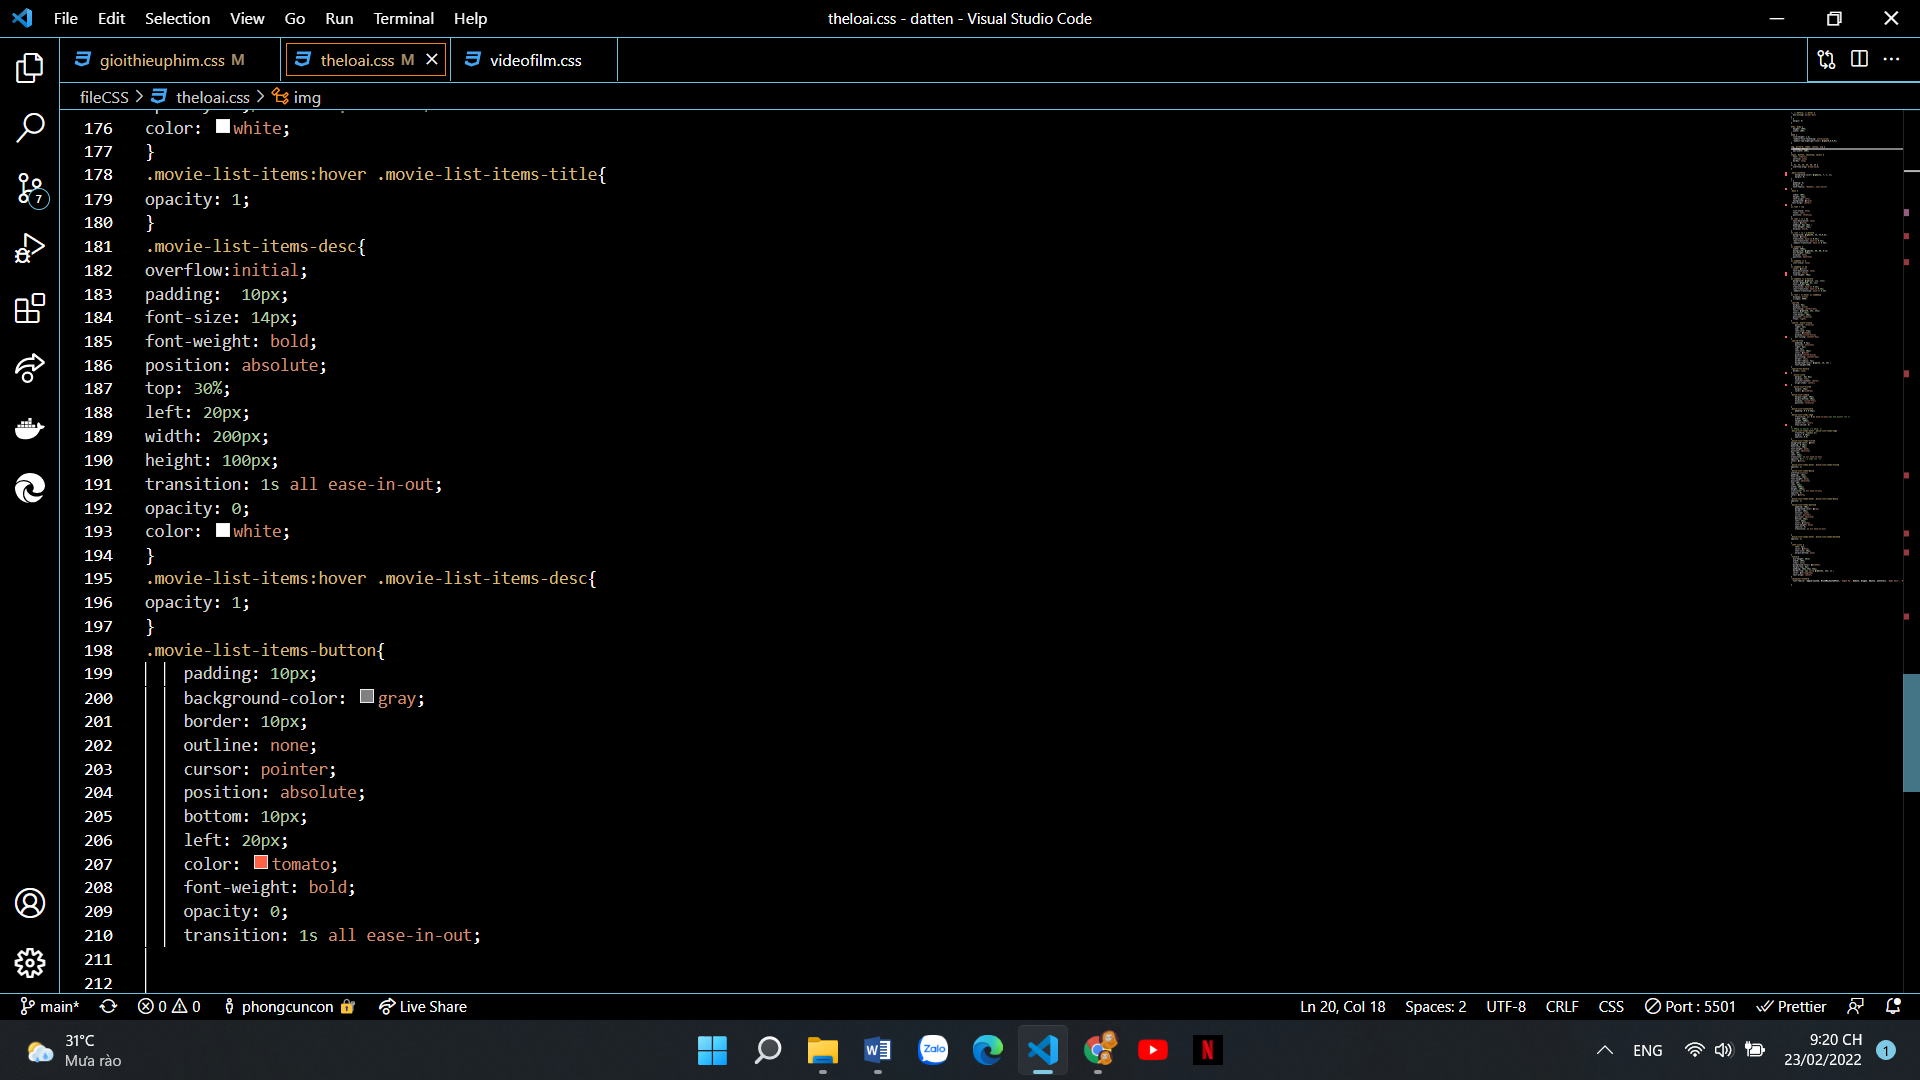 File Edit Selection View Go Run Terminal Help
theloai.css - datten - Visual Studio Code
gioithieuphim.css M
theloai.css M
videofilm.css
fileCSS > theloai.css > img
176 color: white;
177 }
178 .movie-list-items:hover .movie-list-items-title{
179 opacity: 1;
180 }
181 .movie-list-items-desc{
182 overflow:initial;
183 padding:  10px;
184 font-size: 14px;
185 font-weight: bold;
186 position: absolute;
187 top: 30%;
188 left: 20px;
189 width: 200px;
190 height: 100px;
191 transition: 1s all ease-in-out;
192 opacity: 0;
193 color: white;
194 }
195 .movie-list-items:hover .movie-list-items-desc{
196 opacity: 1;
197 }
198 .movie-list-items-button{
199 padding: 10px;
200 background-color: gray;
201 border: 10px;
202 outline: none;
203 cursor: pointer;
204 position: absolute;
205 bottom: 10px;
206 left: 20px;
207 color: tomato;
208 font-weight: bold;
209 opacity: 0;
210 transition: 1s all ease-in-out;
211
212
7
main* 0 0 phongcuncon Live Share
Ln 20, Col 18 Spaces: 2 UTF-8 CRLF CSS Port : 5501 Prettier
31°C
Mưa rào
Zalo
ENG
9:20 CH
23/02/2022
1